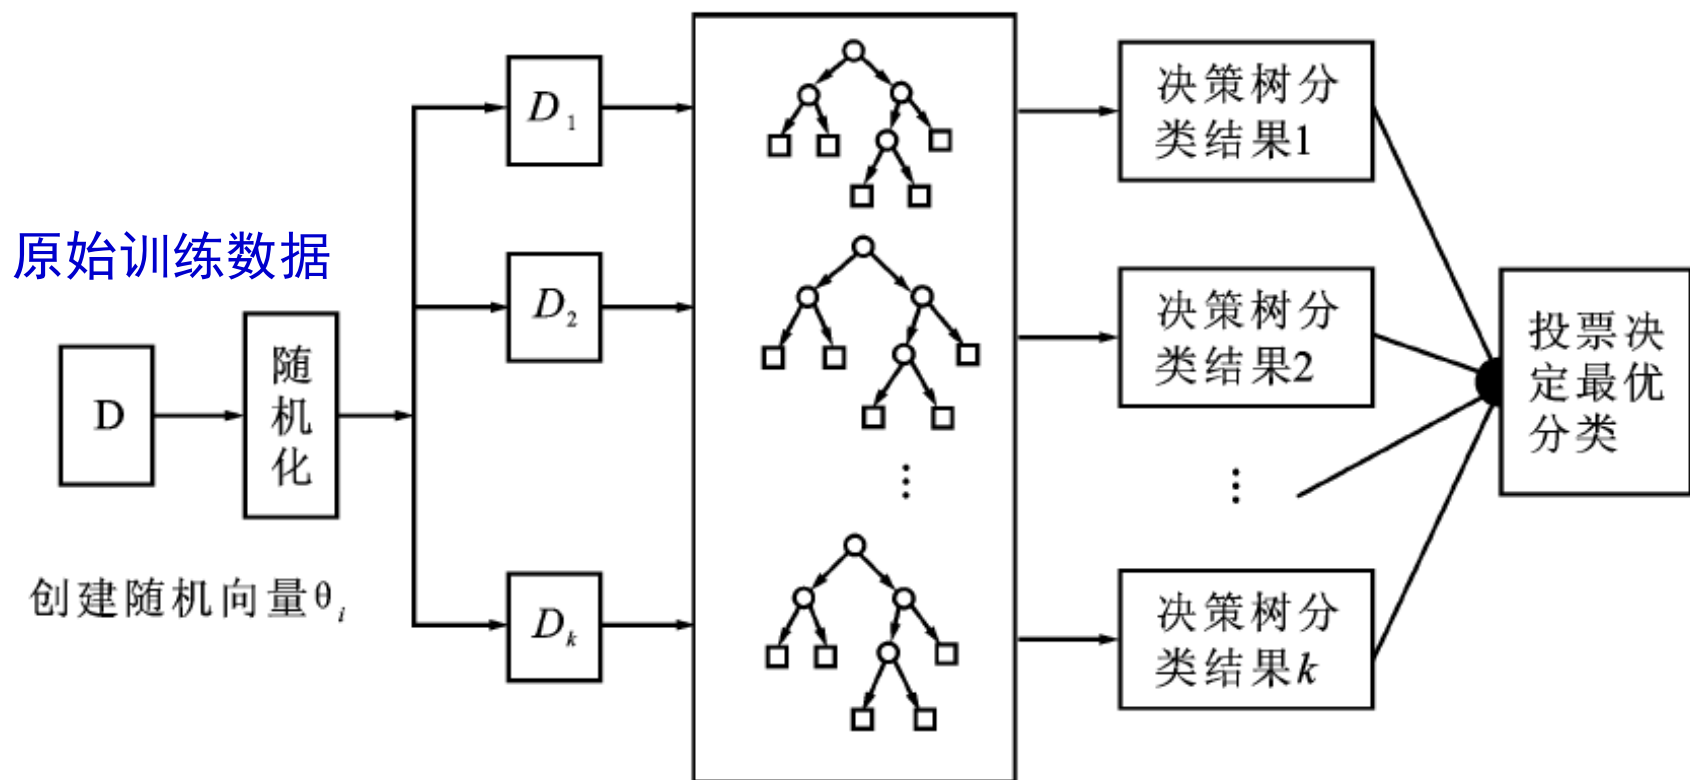 原始训练数据
D
随
机
化
创建随机向量θi
D1
D2
Dk
决策树分
类结果1
决策树分
类结果2
决策树分
类结果k
投票决
定最优
分类